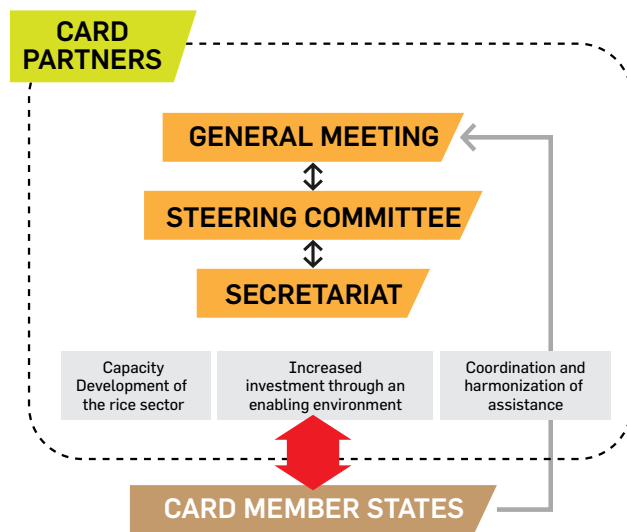 CARD
PARTNERS
GENERAL MEETING
STEERING COMMITTEE
SECRETARIAT
Capacity
Development of
the rice sector
Increased
investment through an
enabling environment
Coordination and
harmonization of
assistance
CARD MEMBER STATES